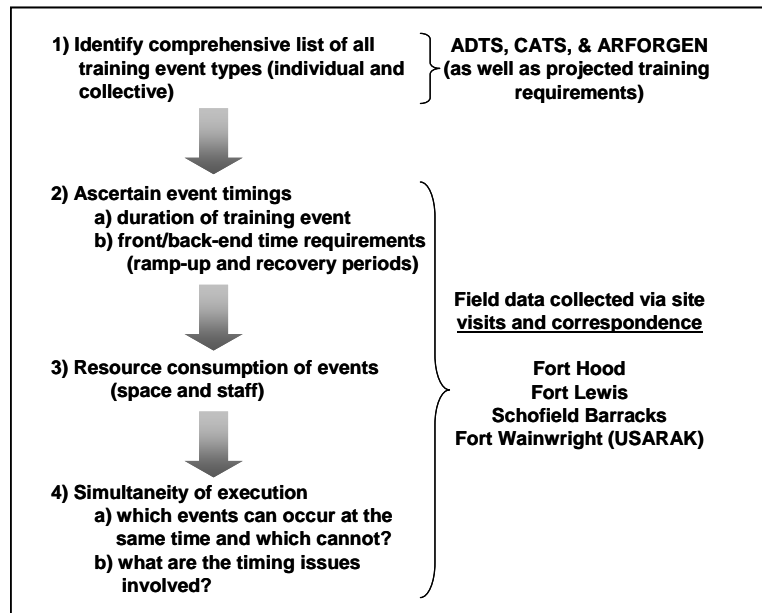 1) Identify comprehensive list of all
training event types (individual and
collective)
ADTS, CATS, & ARFORGEN
(as well as projected training
requirements)
2) Ascertain event timings
a) duration of training event
b) front/back-end time requirements
(ramp-up and recovery periods)
3) Resource consumption of events
(space and staff)
4) Simultaneity of execution
a) which events can occur at the
same time and which cannot?
b) what are the timing issues
involved?
Field data collected via site
visits and correspondence
Fort Hood
Fort Lewis
Schofield Barracks
Fort Wainwright (USARAK)